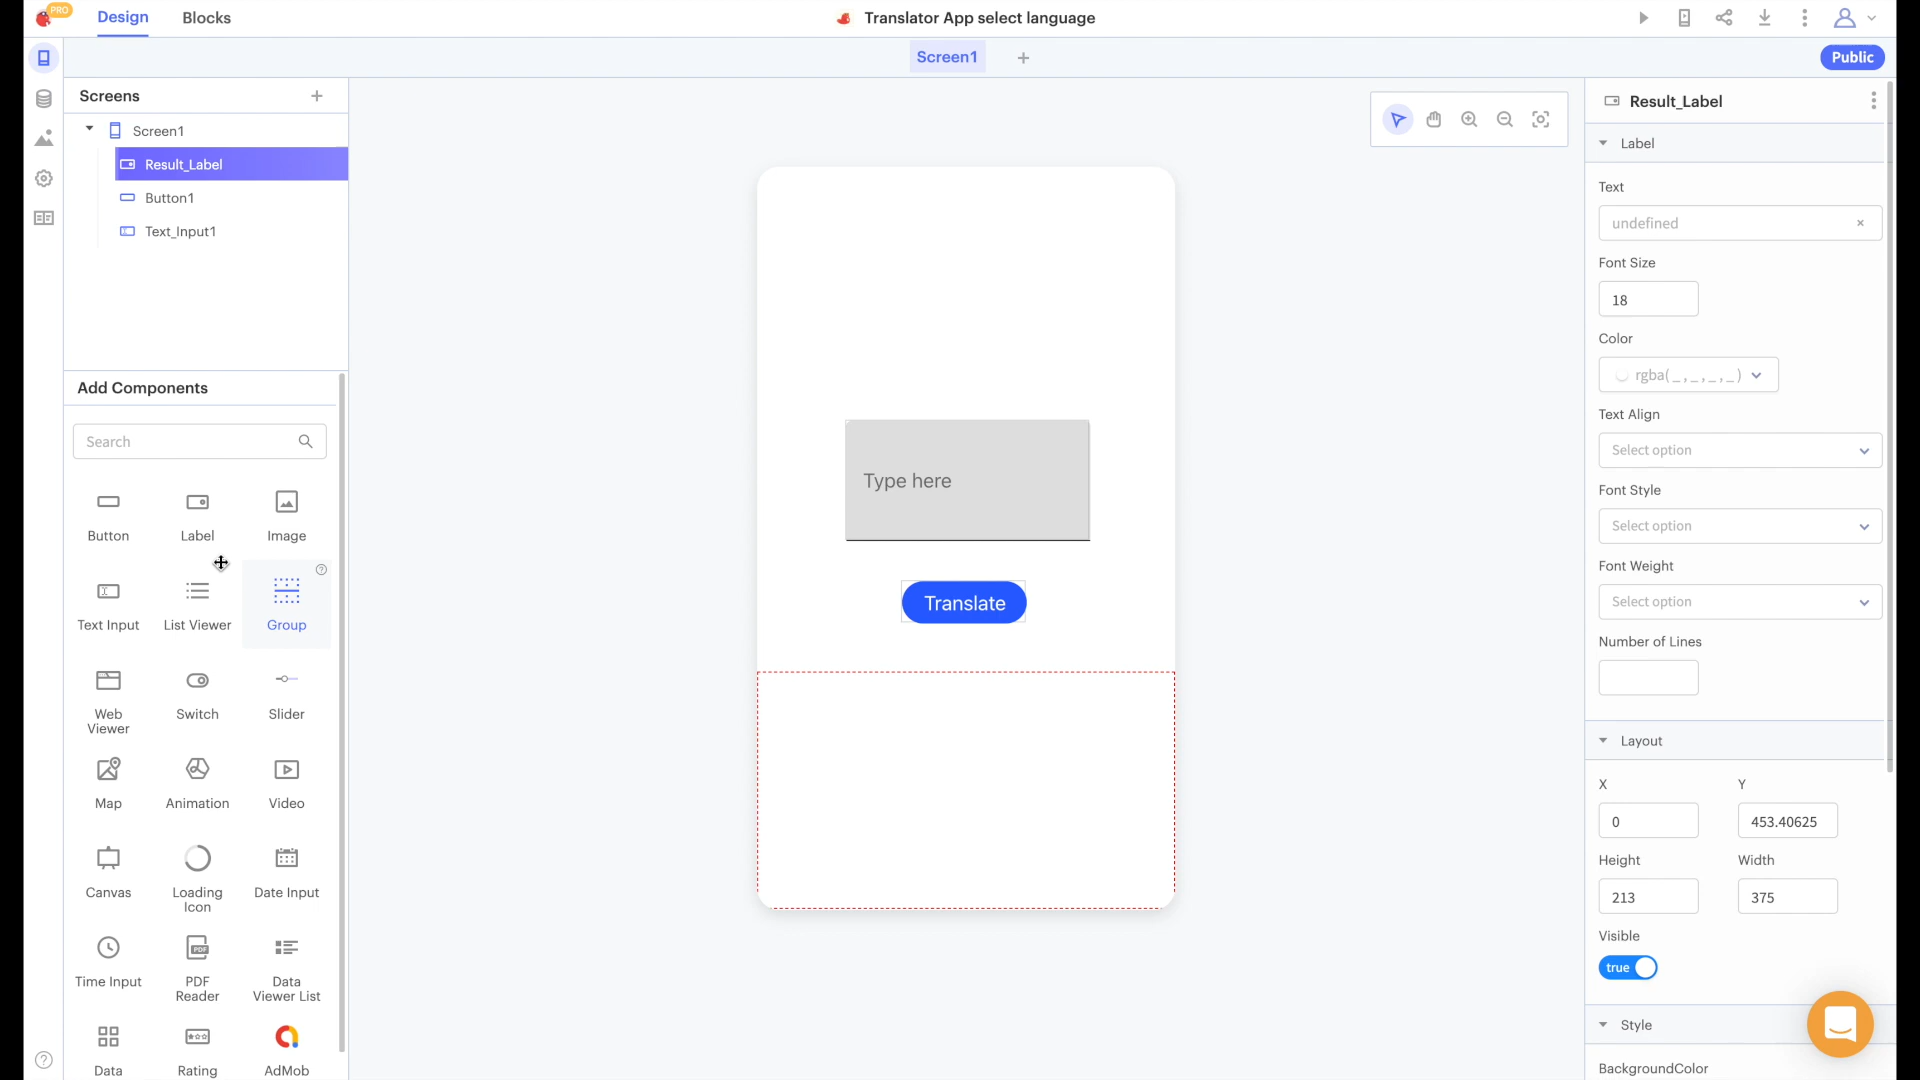 PRO
Design
Blocks
Translator App select language
Screen1
Public
Screens
Screen1
Result_Label
Button1
Text_Input1
Add Components
Search
Button
Label
Image
Text Input
List Viewer
Group
Web
Viewer
Switch
Slider
Map
Animation
Video
Canvas
Loading
Icon
Date Input
Time Input
PDF
PDF
Reader
Data
Viewer List
Data
Rating
AdMob
Type here
Translate
Result_Label
Label
Text
undefined
Font Size
18
Color
rgba( _ , _ , _ , _ )
Text Align
Select option
Font Style
Select option
Font Weight
Select option
Number of Lines
Layout
X
Y
0
453.40625
Height
Width
213
375
Visible
true
Style
BackgroundColor